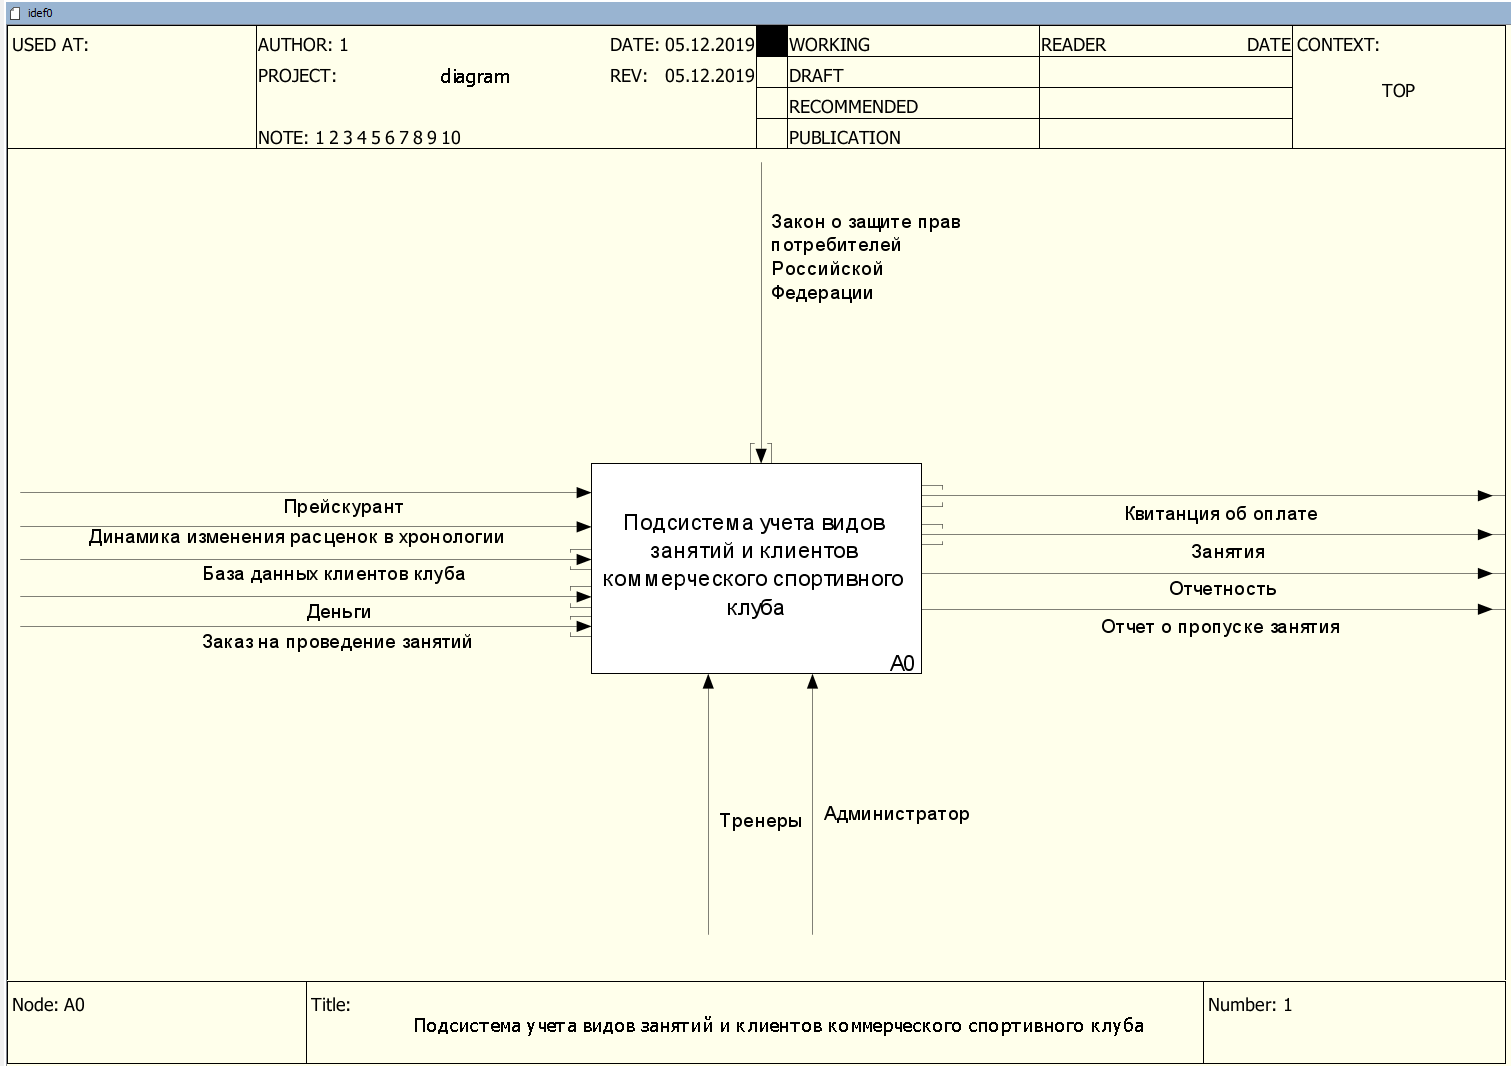 idef0
USED AT:
AUTHOR: 1
DATE: 05.12.2019
PROJECT:
diagram
REV: 05.12.2019
NOTE: 1 2 3 4 5 6 7 8 9 10
WORKING
DRAFT
RECOMMENDED
PUBLICATION
READER
DATE
CONTEXT:
TOP
Закон о защите прав
потребителей
Российской
Федерации
Прейскурант
Динамика изменения расценок в хронологии
База данных клиентов клуба
Деньги
Заказ на проведение занятий
Подсистема учета видов
занятий и клиентов
коммерческого спортивного
клуба
A0
Квитанция об оплате
Занятия
Отчетность
Отчет о пропуске занятия
Тренеры
Администратор
Node: A0
Title:
Подсистема учета видов занятий и клиентов коммерческого спортивного клуба
Number: 1